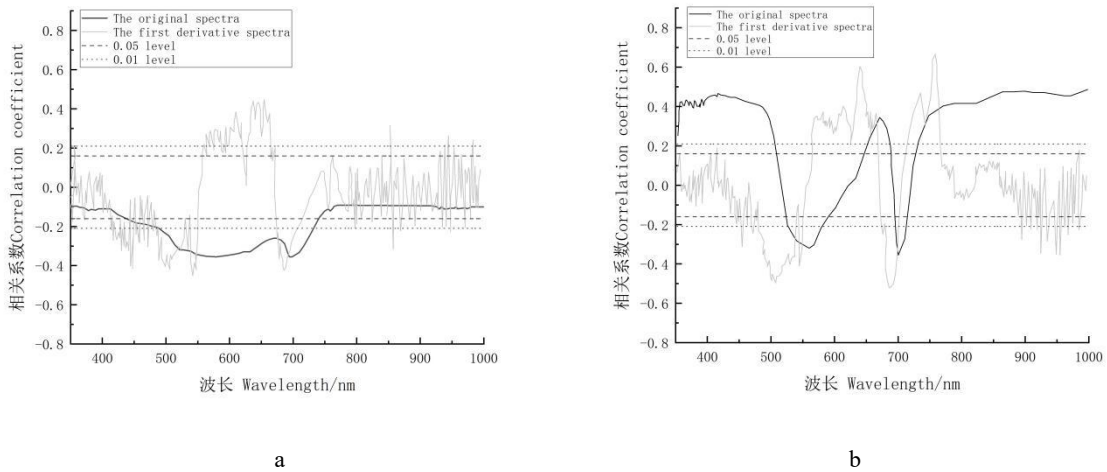 The original spectra
The first derivative spectra
0.05 level
0.01 level
相关系数Correlation coefficient
0.8
0.6
0.4
0.2
0.0
-0.2
-0.4
-0.6
-0.8
400
500
600
700
800
900
1000
波长 Wavelength/nm
a
The original spectra
The first derivative spectra
0.05 level
0.01 level
相关系数Correlation coefficient
0.8
0.6
0.4
0.2
0.0
-0.2
-0.4
-0.6
-0.8
400
500
600
700
800
900
1000
波长 Wavelength/nm
b